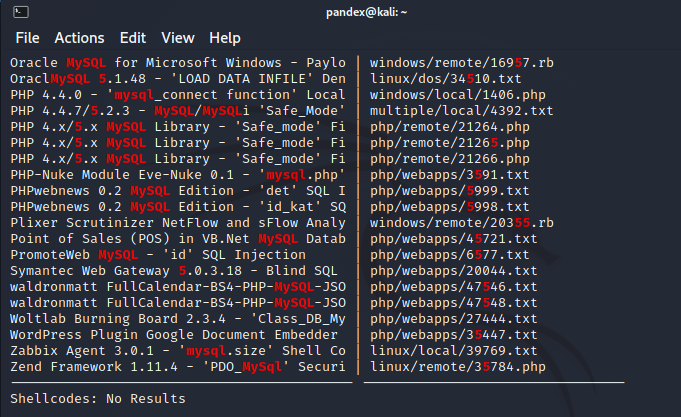 pandex@kali: ~
File Actions Edit View Help
Oracle MySQL for Microsoft Windows - Paylo | windows/remote/16957.rb
OraclMySQL 5.1.48 - 'LOAD DATA INFILE' Den | linux/dos/34510.txt
PHP 4.4.0 - 'mysql_connect function' Local | windows/local/1406.php
PHP 4.4.7/5.2.3 - MySQL/MySQLi 'Safe_Mode' | multiple/local/4392.txt
PHP 4.x/5.x MySQL Library - 'Safe_mode' Fi | php/remote/21264.php
PHP 4.x/5.x MySQL Library - 'Safe_mode' Fi | php/remote/21265.php
PHP 4.x/5.x MySQL Library - 'Safe_mode' Fi | php/remote/21266.php
PHP-Nuke Module Eve-Nuke 0.1 - 'mysql.php' | php/webapps/3591.txt
PHPwebnews 0.2 MySQL Edition - 'det' SQL I | php/webapps/5999.txt
PHPwebnews 0.2 MySQL Edition - 'id_kat' SQ | php/webapps/5998.txt
Plixer Scrutinizer NetFlow and sFlow Analy | windows/remote/20355.rb
Point of Sales (POS) in VB.Net MySQL Datab | php/webapps/45721.txt
PromoteWeb MySQL - 'id' SQL Injection | php/webapps/6577.txt
Symantec Web Gateway 5.0.3.18 - Blind SQL | php/webapps/20044.txt
waldronmatt FullCalendar-BS4-PHP-MySQL-JSO | php/webapps/47546.txt
waldronmatt FullCalendar-BS4-PHP-MySQL-JSO | php/webapps/47548.txt
Woltlab Burning Board 2.3.4 - 'Class_DB_My | php/webapps/27444.txt
WordPress Plugin Google Document Embedder | php/webapps/35447.txt
Zabbix Agent 3.0.1 - 'mysql.size' Shell Co | linux/local/39769.txt
Zend Framework 1.11.4 - 'PDO_MySql' Securi | linux/remote/35784.php
Shellcodes: No Results